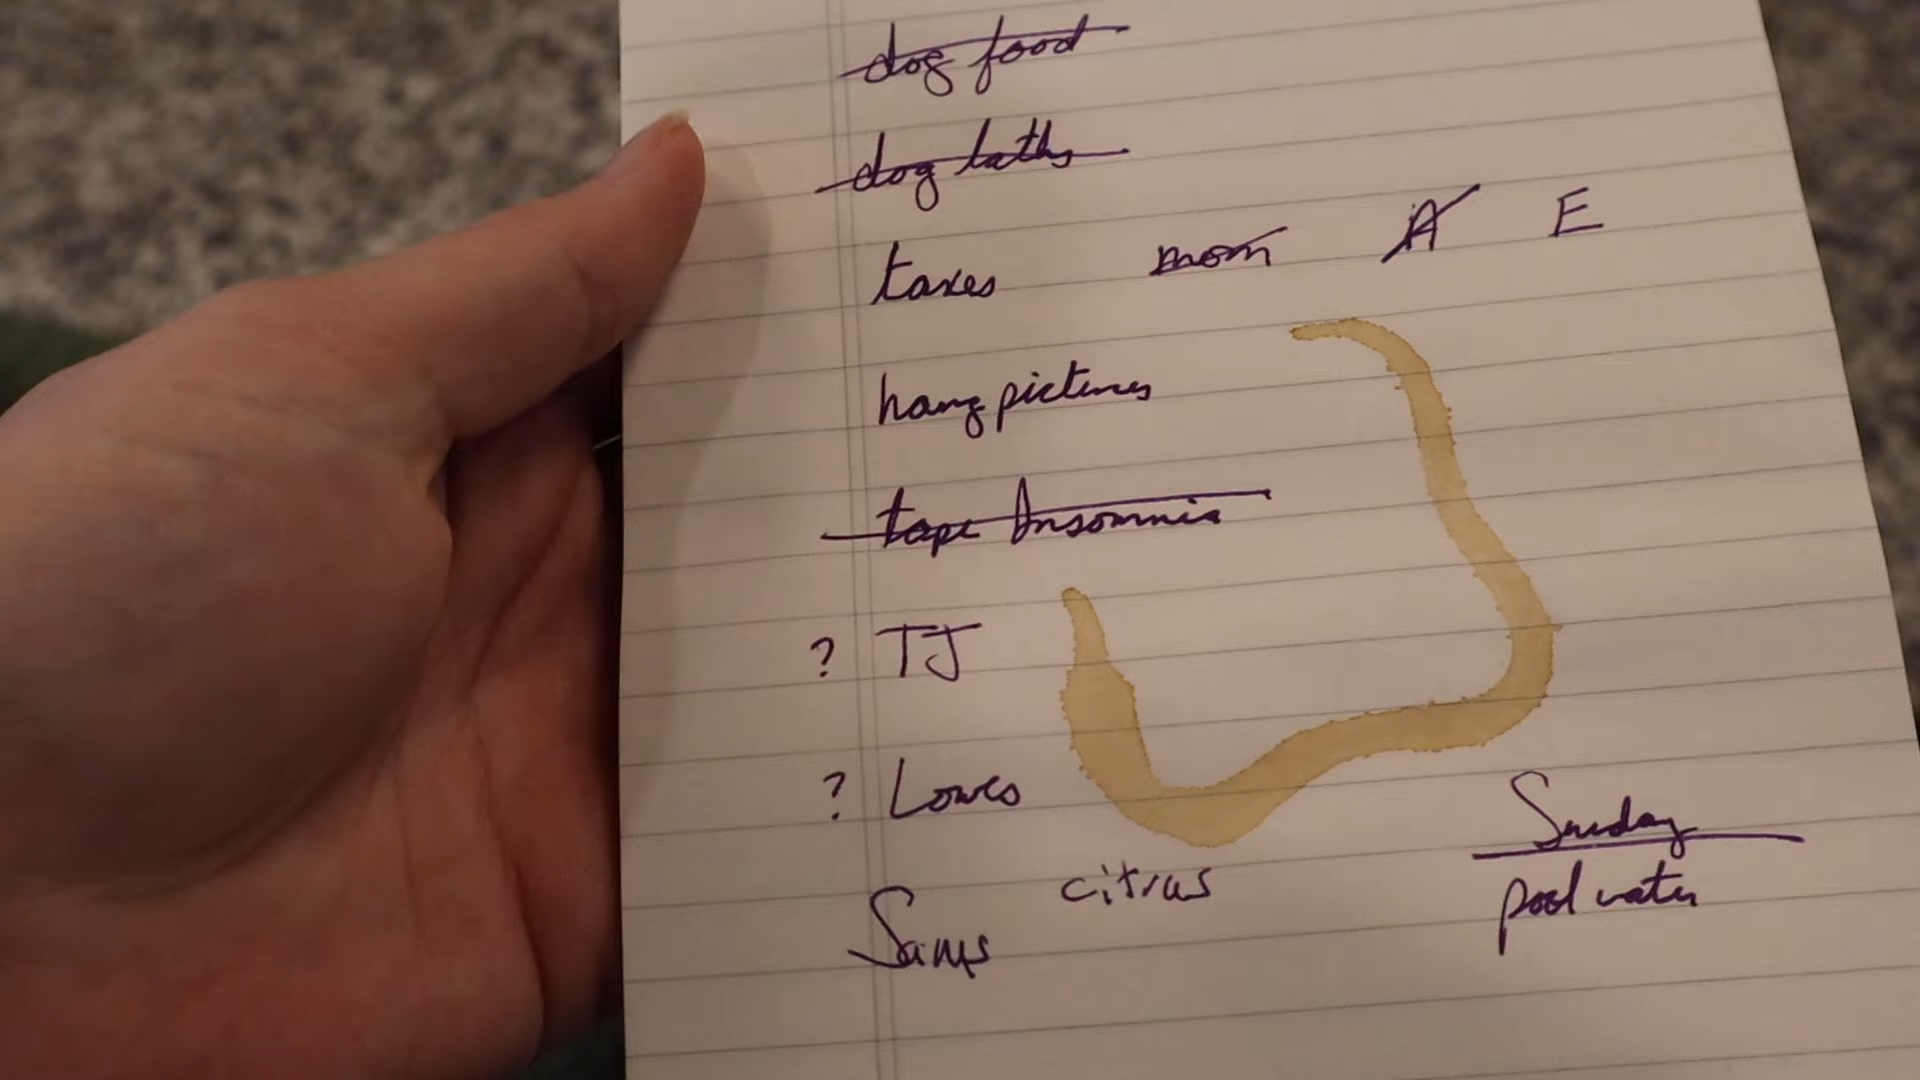 dog food
dog baths
taxes mom A E
hang pictures
tape Insomnia
? TJ
? Lowes
Sunday
citrus
pool water
Sams